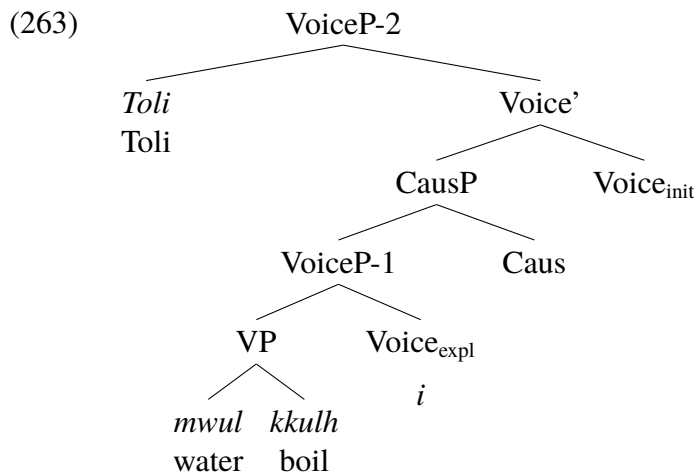 (263) VoiceP-2
Toli Voice’
Toli
CausP Voiceinit
VoiceP-1 Caus
VP Voiceexpl
i
mwul kkulh
water boil